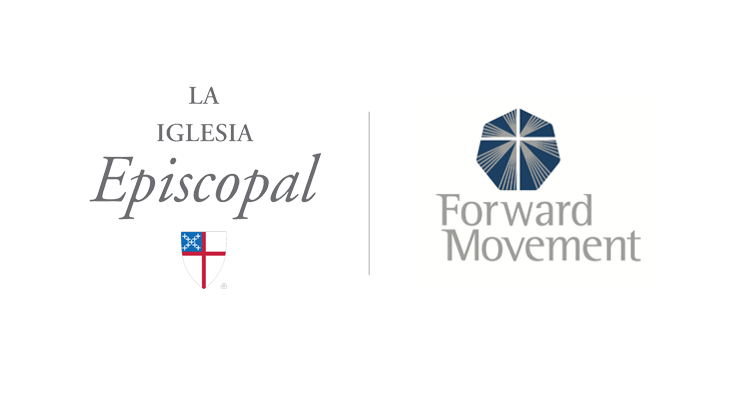 LA
IGLESIA
Episcopal
Forward
Movement